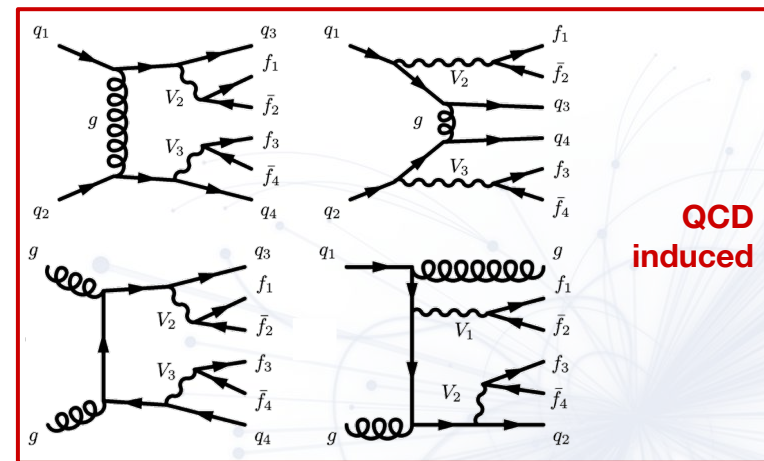 q₁ q₃
f₁
V₂
f̄₂
g
V₃ f₃
f̄₄
q₂ q₄
q₁ f₁
V₂ f̄₂
g q₃
q₄
V₃ f₃
q₂ f̄₄
QCD
induced
g q₃
f₁
V₂
f̄₂
V₃ f₃
f̄₄
g q₄
q₁ g
f₁
V₁ f̄₂
f₃
V₂
f̄₄
g q₂